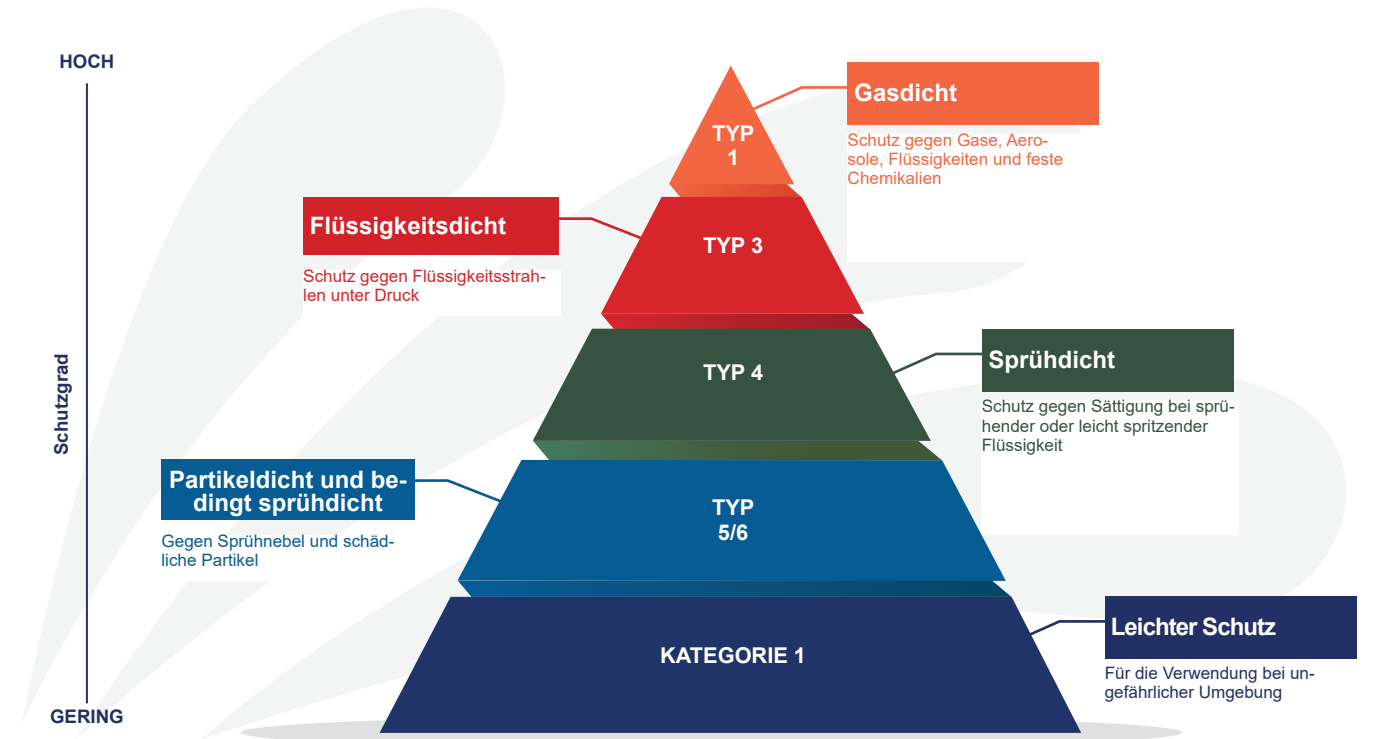 HOCH
Gasdicht
TYP
1
Schutz gegen Gase, Aero-
sole, Flüssigkeiten und feste
Chemikalien
Flüssigkeitsdicht
TYP 3
Schutz gegen Flüssigkeitsstrah-
len unter Druck
Schutzgrad
TYP 4
Sprühdicht
Schutz gegen Sättigung bei sprü-
hender oder leicht spritzender
Flüssigkeit
Partikeldicht und be-
dingt sprühdicht
TYP
5/6
Gegen Sprühnebel und schäd-
liche Partikel
Leichter Schutz
KATEGORIE 1
Für die Verwendung bei un-
gefährlicher Umgebung
GERING